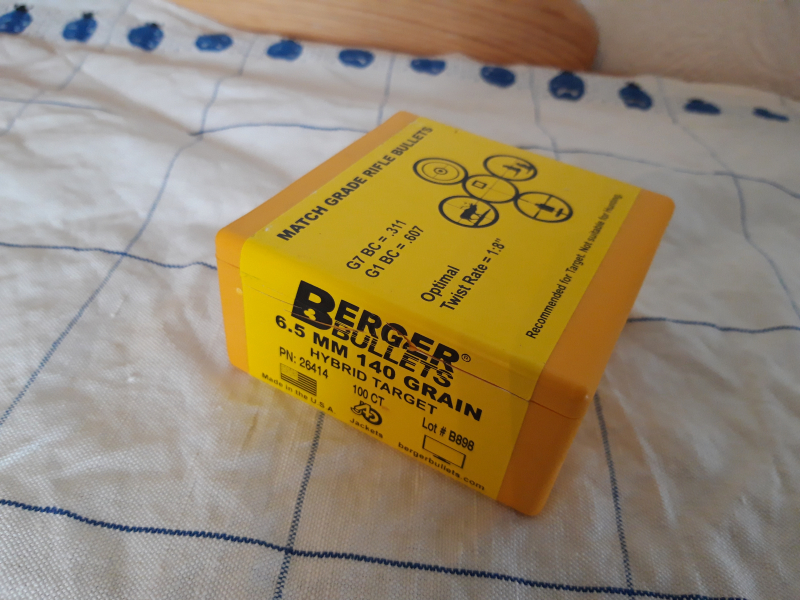 MATCH GRADE RIFLE BULLETS
G7 BC = .311
G1 BC = .607
Optimal
Twist Rate = 1:8"
Recommended for Target. Not suitable for Hunting
BERGER®
BULLETS
6.5 MM 140 GRAIN
HYBRID TARGET
PN: 26414
100 CT
Lot # B898
Made in the U.S.A.
Jackets
bergerbullets.com